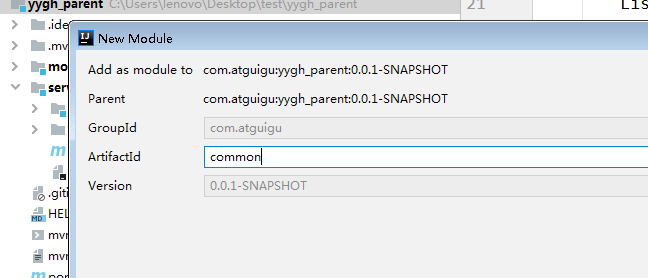 yygh_parent C:\Users\lenovo\Desktop\test\yygh_parent
21
Lis
.ide
.mv
mo
ser
.giti
HEL
mvr
mvr
New Module
Add as module to com.atguigu:yygh_parent:0.0.1-SNAPSHOT
Parent com.atguigu:yygh_parent:0.0.1-SNAPSHOT
GroupId com.atguigu
ArtifactId common
Version 0.0.1-SNAPSHOT